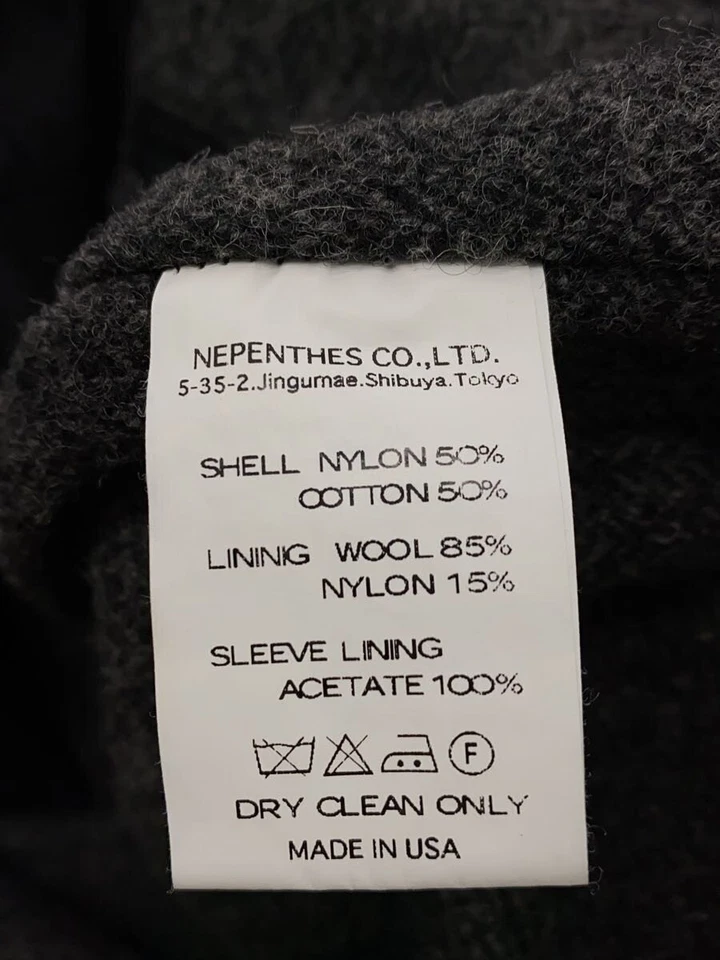 NEPENTHES CO.,LTD.
5-35-2.Jingumae.Shibuya.Tokyo
SHELL NYLON 50%
COTTON 50%
LINING WOOL 85%
NYLON 15%
SLEEVE LINING
ACETATE 100%
F
DRY CLEAN ONLY
MADE IN USA